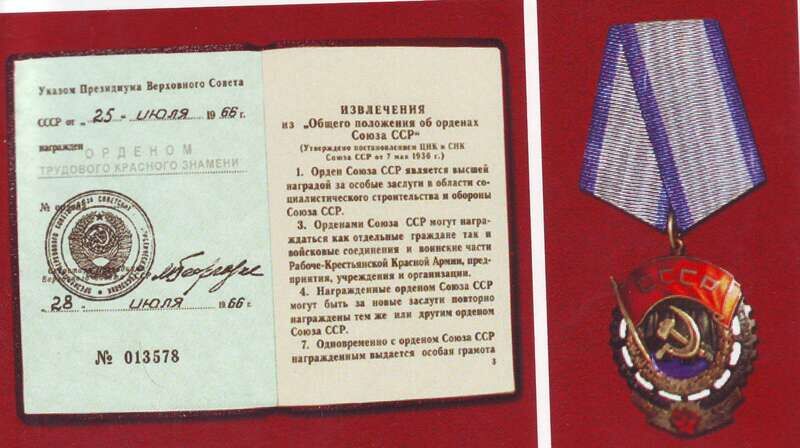 Указом Президиума Верховного Совета
СССР от „ 25 - ИЮЛЯ 1966 г.
награжден
ОРДЕНОМ
ТРУДОВОГО КРАСНОГО ЗНАМЕНИ
№
„28 ИЮЛЯ 1966 г.
№ 013578
ИЗВЛЕЧЕНИЯ
из „Общего положения об орденах
Союза ССР“
(Утверждено постановлением ЦИК и СНК
Союза ССР от 7 мая 1936 г.)
1. Орден Союза ССР является высшей
наградой за особые заслуги в области со-
циалистического строительства и обороны
Союза ССР.
3. Орденами Союза ССР могут награ-
ждаться как отдельные граждане так и
войсковые соединения и воинские части
Рабоче-Крестьянской Красной Армии, пред-
приятия, учреждения и организации.
4. Награжденные орденом Союза ССР
могут быть за новые заслуги повторно
награждены тем же или другим орденом
Союза ССР.
7. Одновременно с орденом Союза ССР
награжденным выдается особая грамота
3
СССР